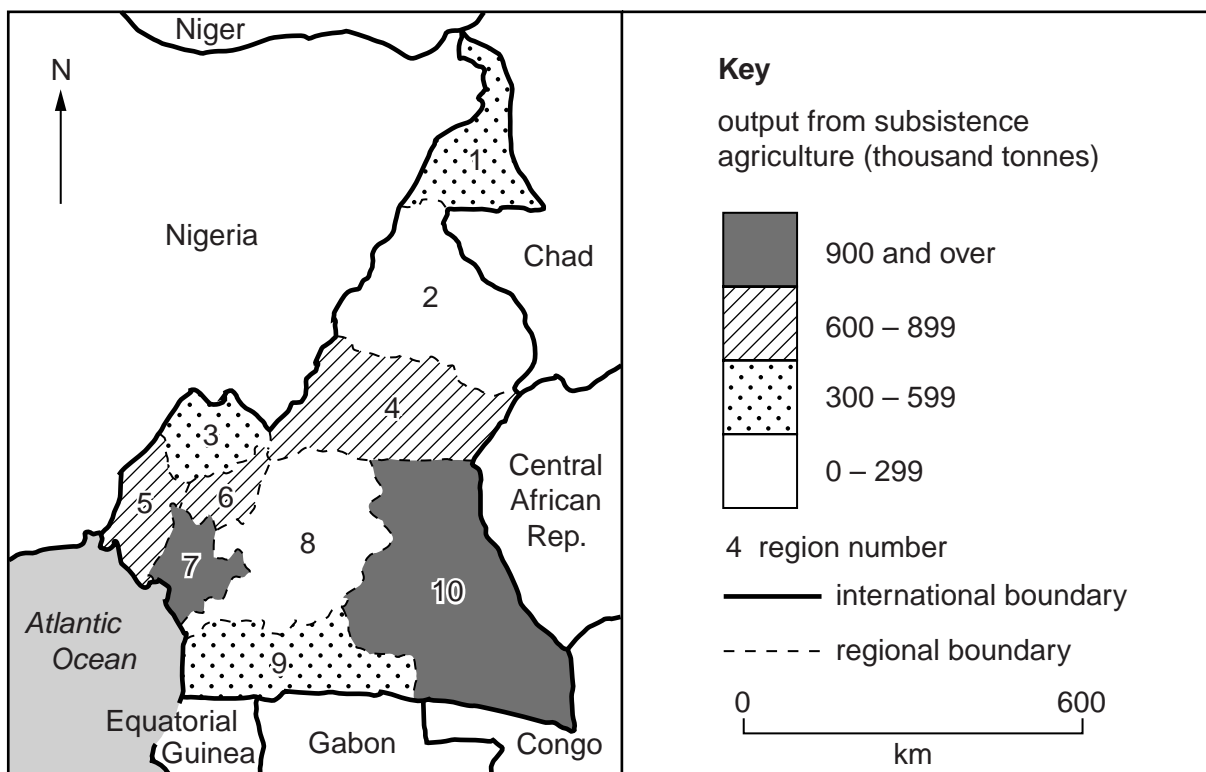 Niger
N
1
Nigeria
Chad
2
4
3
Central
African
Rep.
5
6
8
7
10
Atlantic
Ocean
9
Equatorial
Guinea
Gabon
Congo
Key
output from subsistence
agriculture (thousand tonnes)
900 and over
600 – 899
300 – 599
0 – 299
4 region number
international boundary
regional boundary
0 600
km